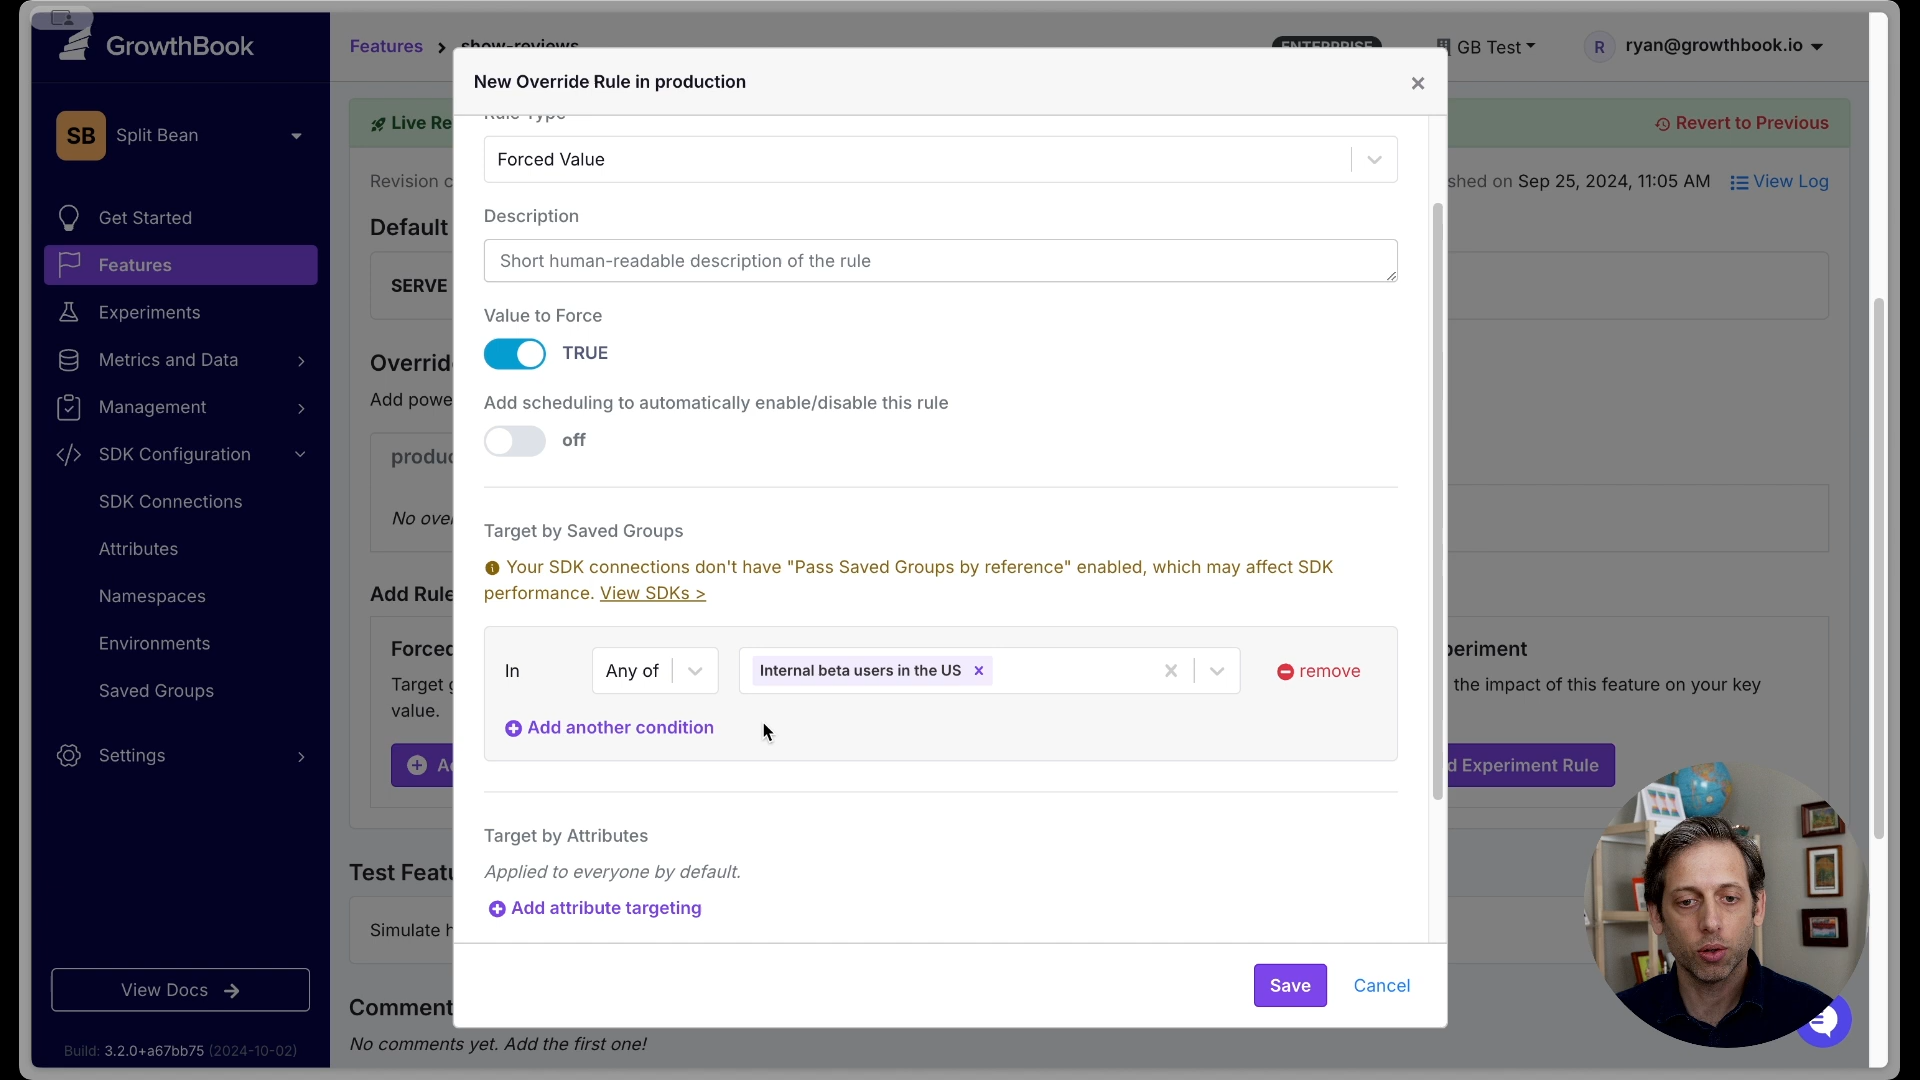 GrowthBook
Features > show-reviews
ENTERPRISE
GB Test
R
ryan@growthbook.io
SB
Split Bean
Get Started
Features
Experiments
Metrics and Data
Management
SDK Configuration
SDK Connections
Attributes
Namespaces
Environments
Saved Groups
Settings
View Docs
Build: 3.2.0+a67bb75 (2024-10-02)
Live Re
Revert to Previous
Revision c
shed on Sep 25, 2024, 11:05 AM
View Log
Default
SERVE
Overrid
Add powe
produc
No over
Add Rule
Forced
Target g
value.
periment
the impact of this feature on your key
d Experiment Rule
Test Featu
Simulate h
Comment
No comments yet. Add the first one!
New Override Rule in production
Rule Type
Forced Value
Description
Short human-readable description of the rule
Value to Force
TRUE
Add scheduling to automatically enable/disable this rule
off
Target by Saved Groups
Your SDK connections don't have "Pass Saved Groups by reference" enabled, which may affect SDK
performance. View SDKs >
In
Any of
Internal beta users in the US
remove
Add another condition
Target by Attributes
Applied to everyone by default.
Add attribute targeting
Save
Cancel